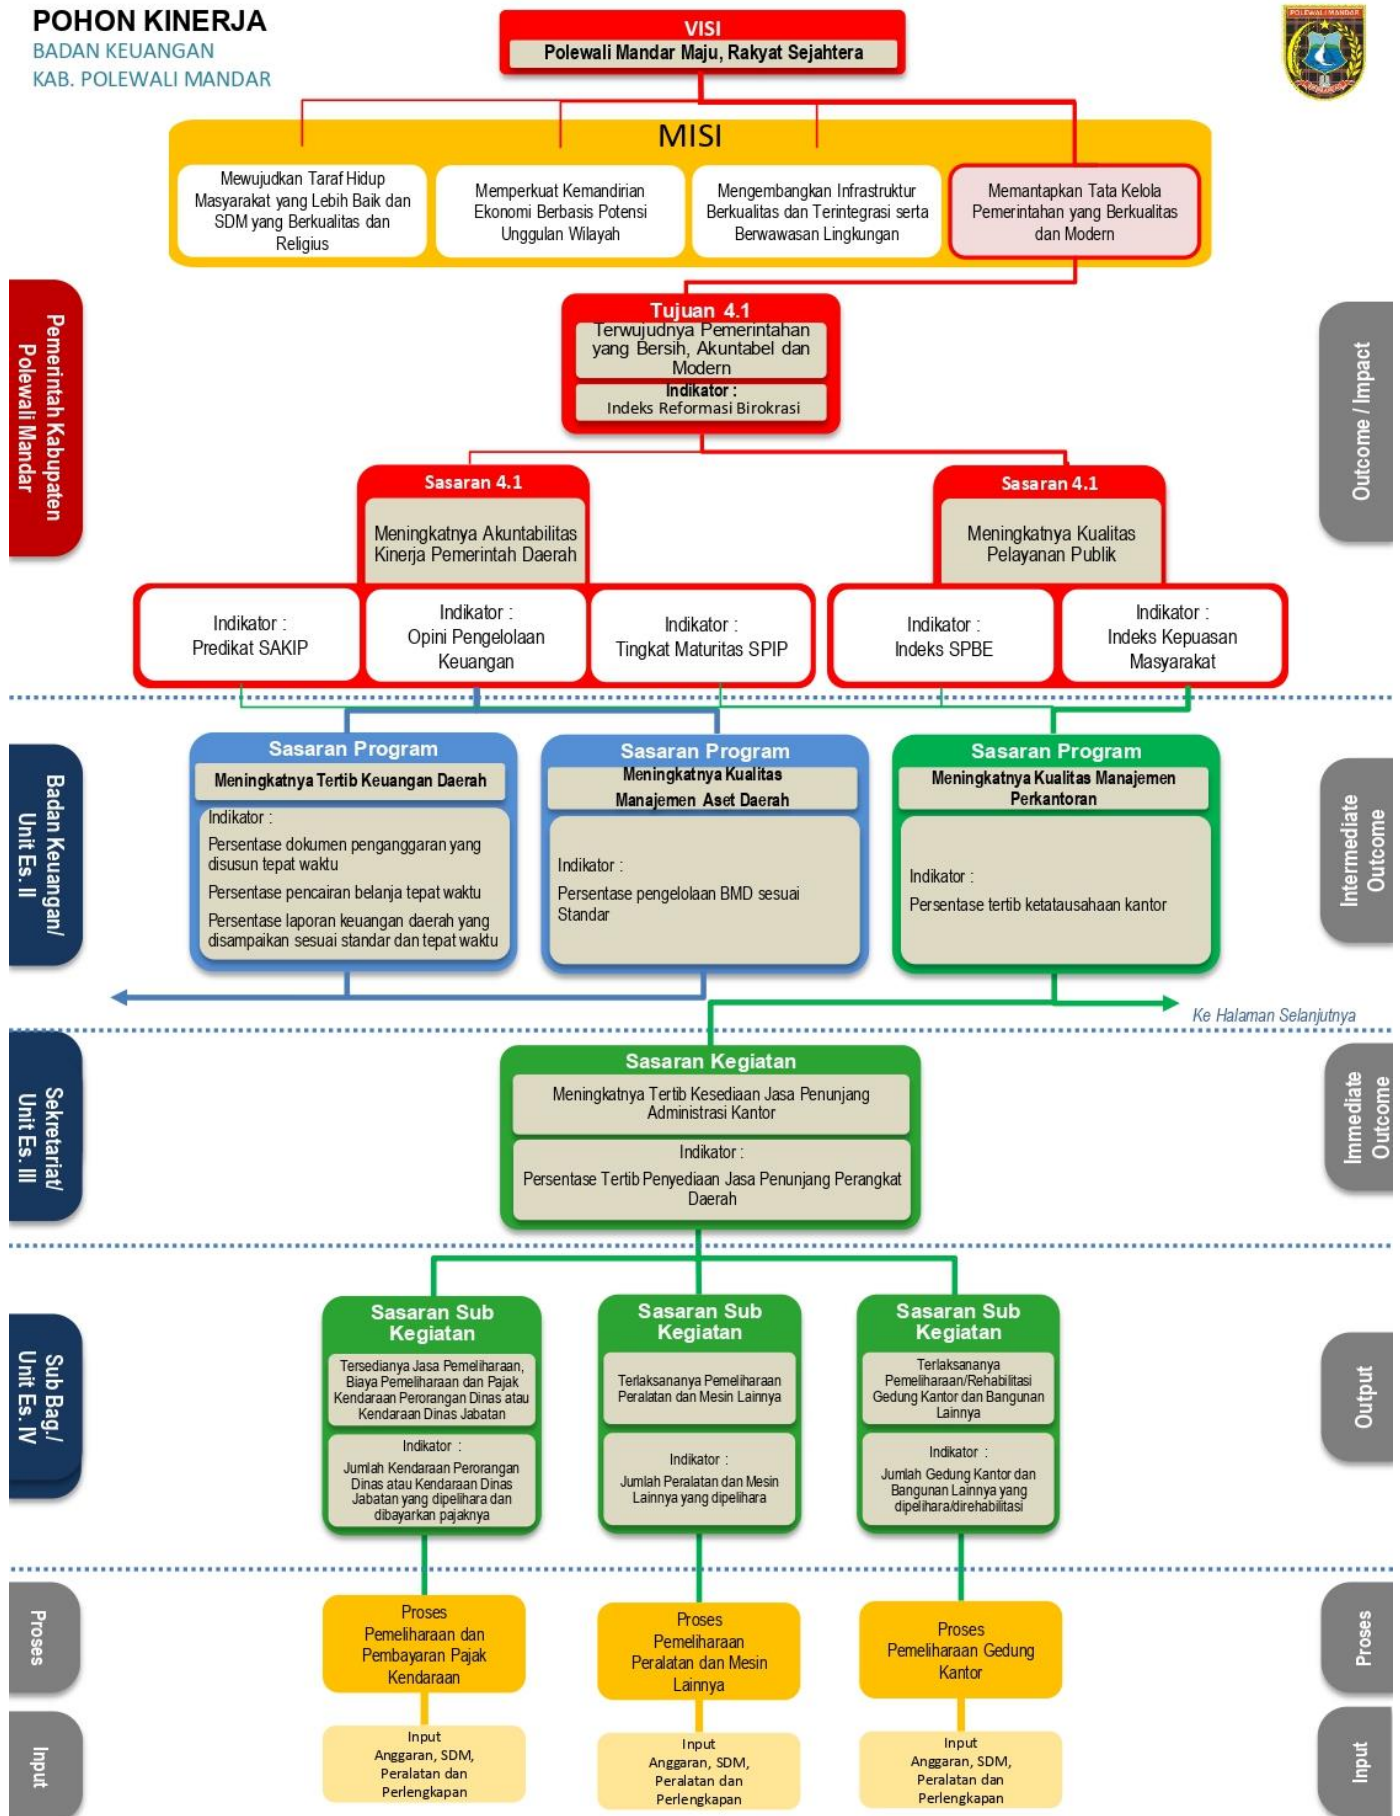 POHON KINERJA
BADAN KEUANGAN
KAB. POLEWALI MANDAR
POLEWALI MANDAR
VISI
Polewali Mandar Maju, Rakyat Sejahtera
MISI
Mewujudkan Taraf Hidup
Masyarakat yang Lebih Baik dan
SDM yang Berkualitas dan
Religius
Memperkuat Kemandirian
Ekonomi Berbasis Potensi
Unggulan Wilayah
Mengembangkan Infrastruktur
Berkualitas dan Terintegrasi serta
Berwawasan Lingkungan
Memantapkan Tata Kelola
Pemerintahan yang Berkualitas
dan Modern
Pemerintah Kabupaten
Polewali Mandar
Outcome / Impact
Tujuan 4.1
Terwujudnya Pemerintahan
yang Bersih, Akuntabel dan
Modern
Indikator :
Indeks Reformasi Birokrasi
Sasaran 4.1
Meningkatnya Akuntabilitas
Kinerja Pemerintah Daerah
Indikator :
Predikat SAKIP
Indikator :
Opini Pengelolaan
Keuangan
Indikator :
Tingkat Maturitas SPIP
Sasaran 4.1
Meningkatnya Kualitas
Pelayanan Publik
Indikator :
Indeks SPBE
Indikator :
Indeks Kepuasan
Masyarakat
Badan Keuangan/
Unit Es. II
Intermediate
Outcome
Sasaran Program
Meningkatnya Tertib Keuangan Daerah
Indikator :
Persentase dokumen penganggaran yang
disusun tepat waktu
Persentase pencairan belanja tepat waktu
Persentase laporan keuangan daerah yang
disampaikan sesuai standar dan tepat waktu
Sasaran Program
Meningkatnya Kualitas
Manajemen Aset Daerah
Indikator :
Persentase pengelolaan BMD sesuai
Standar
Sasaran Program
Meningkatnya Kualitas Manajemen
Perkantoran
Indikator :
Persentase tertib ketatausahaan kantor
Ke Halaman Selanjutnya
Sekretariat/
Unit Es. III
Immediate
Outcome
Sasaran Kegiatan
Meningkatnya Tertib Kesediaan Jasa Penunjang
Administrasi Kantor
Indikator :
Persentase Tertib Penyediaan Jasa Penunjang Perangkat
Daerah
Sub Bag./
Unit Es. IV
Output
Sasaran Sub
Kegiatan
Tersedianya Jasa Pemeliharaan,
Biaya Pemeliharaan dan Pajak
Kendaraan Perorangan Dinas atau
Kendaraan Dinas Jabatan
Indikator :
Jumlah Kendaraan Perorangan
Dinas atau Kendaraan Dinas
Jabatan yang dipelihara dan
dibayarkan pajaknya
Sasaran Sub
Kegiatan
Terlaksananya Pemeliharaan
Peralatan dan Mesin Lainnya
Indikator :
Jumlah Peralatan dan Mesin
Lainnya yang dipelihara
Sasaran Sub
Kegiatan
Terlaksananya
Pemeliharaan/Rehabilitasi
Gedung Kantor dan Bangunan
Lainnya
Indikator :
Jumlah Gedung Kantor dan
Bangunan Lainnya yang
dipelihara/direhabilitasi
Proses
Proses
Proses
Pemeliharaan dan
Pembayaran Pajak
Kendaraan
Proses
Pemeliharaan
Peralatan dan Mesin
Lainnya
Proses
Pemeliharaan Gedung
Kantor
Input
Input
Input
Anggaran, SDM,
Peralatan dan
Perlengkapan
Input
Anggaran, SDM,
Peralatan dan
Perlengkapan
Input
Anggaran, SDM,
Peralatan dan
Perlengkapan